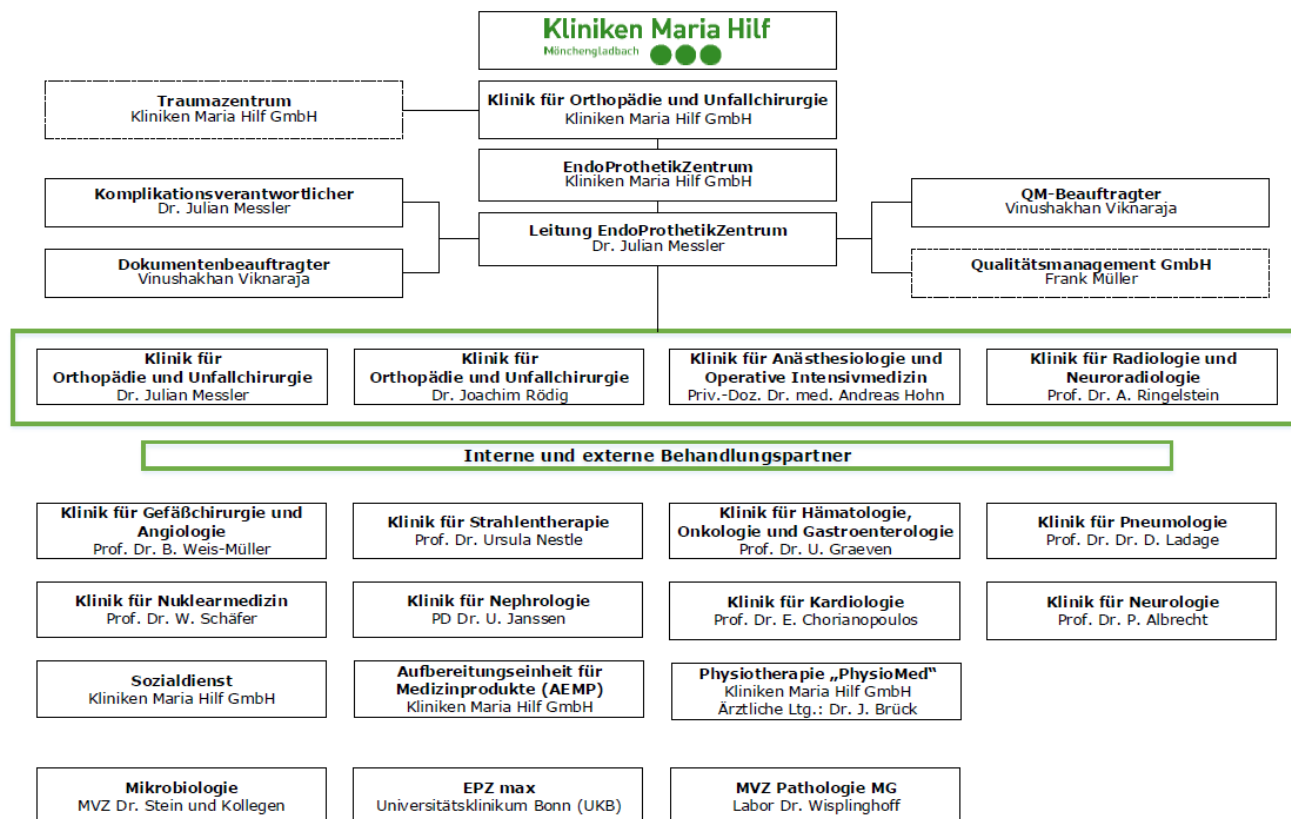 Kliniken Maria Hilf
Mönchengladbach
Traumazentrum
Kliniken Maria Hilf GmbH
Klinik für Orthopädie und Unfallchirurgie
Kliniken Maria Hilf GmbH
EndoProthetikZentrum
Kliniken Maria Hilf GmbH
Komplikationsverantwortlicher
Dr. Julian Messler
QM-Beauftragter
Vinushakhan Viknaraja
Leitung EndoProthetikZentrum
Dr. Julian Messler
Dokumentenbeauftragter
Vinushakhan Viknaraja
Qualitätsmanagement GmbH
Frank Müller
Klinik für
Orthopädie und Unfallchirurgie
Dr. Julian Messler
Klinik für
Orthopädie und Unfallchirurgie
Dr. Joachim Rödig
Klinik für Anästhesiologie und
Operative Intensivmedizin
Priv.-Doz. Dr. med. Andreas Hohn
Klinik für Radiologie und
Neuroradiologie
Prof. Dr. A. Ringelstein
Interne und externe Behandlungspartner
Klinik für Gefäßchirurgie und
Angiologie
Prof. Dr. B. Weis-Müller
Klinik für Strahlentherapie
Prof. Dr. Ursula Nestle
Klinik für Hämatologie,
Onkologie und Gastroenterologie
Prof. Dr. U. Graeven
Klinik für Pneumologie
Prof. Dr. Dr. D. Ladage
Klinik für Nuklearmedizin
Prof. Dr. W. Schäfer
Klinik für Nephrologie
PD Dr. U. Janssen
Klinik für Kardiologie
Prof. Dr. E. Chorianopoulos
Klinik für Neurologie
Prof. Dr. P. Albrecht
Sozialdienst
Kliniken Maria Hilf GmbH
Aufbereitungseinheit für
Medizinprodukte (AEMP)
Kliniken Maria Hilf GmbH
Physiotherapie „PhysioMed“
Kliniken Maria Hilf GmbH
Ärztliche Ltg.: Dr. J. Brück
Mikrobiologie
MVZ Dr. Stein und Kollegen
EPZ max
Universitätsklinikum Bonn (UKB)
MVZ Pathologie MG
Labor Dr. Wisplinghoff